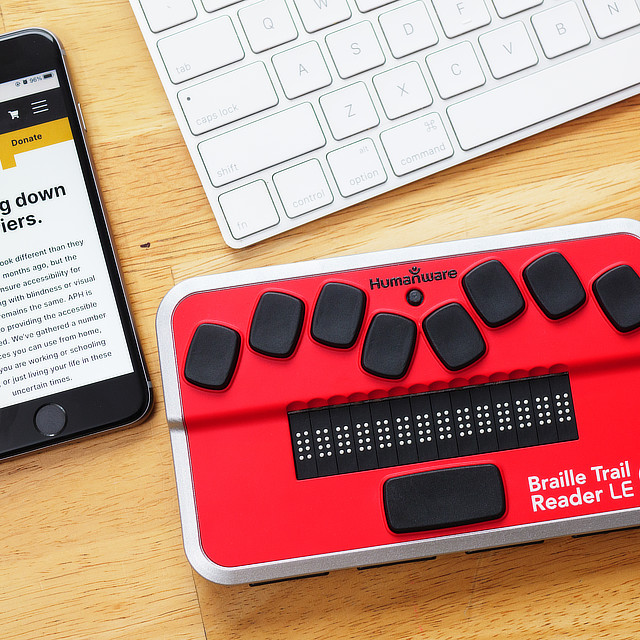 96%
Donate
g down
iers.
ook different than they
months ago, but the
nsure accessibility for
g with blindness or visual
remains the same. APH is
o providing the accessible
d. We've gathered a number
ces you can use from home,
you are working or schooling
, or just living your life in these
uncertain times.
Q
W
tab
A
S
D
F
caps lock
Z
X
C
V
B
N
shift
fn
control
option
⌘
command
HumanWare
Braille Trail
Reader LE